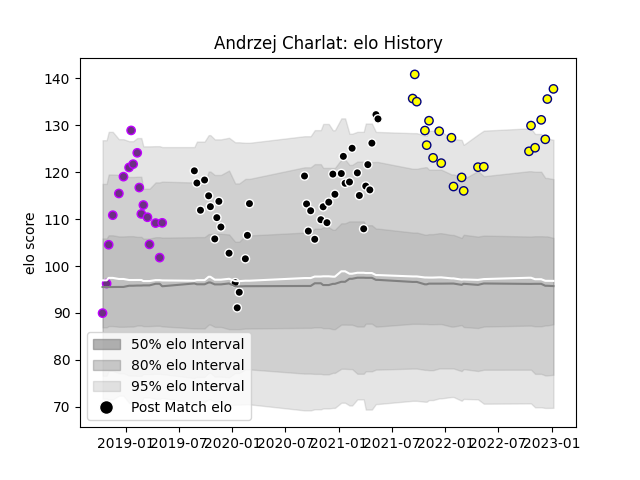 Andrzej Charlat: elo History
elo score
140
130
120
110
100
90
80
70
50% elo Interval
80% elo Interval
95% elo Interval
Post Match elo
2019-01 2019-07 2020-01 2020-07 2021-01 2021-07 2022-01 2022-07 2023-01